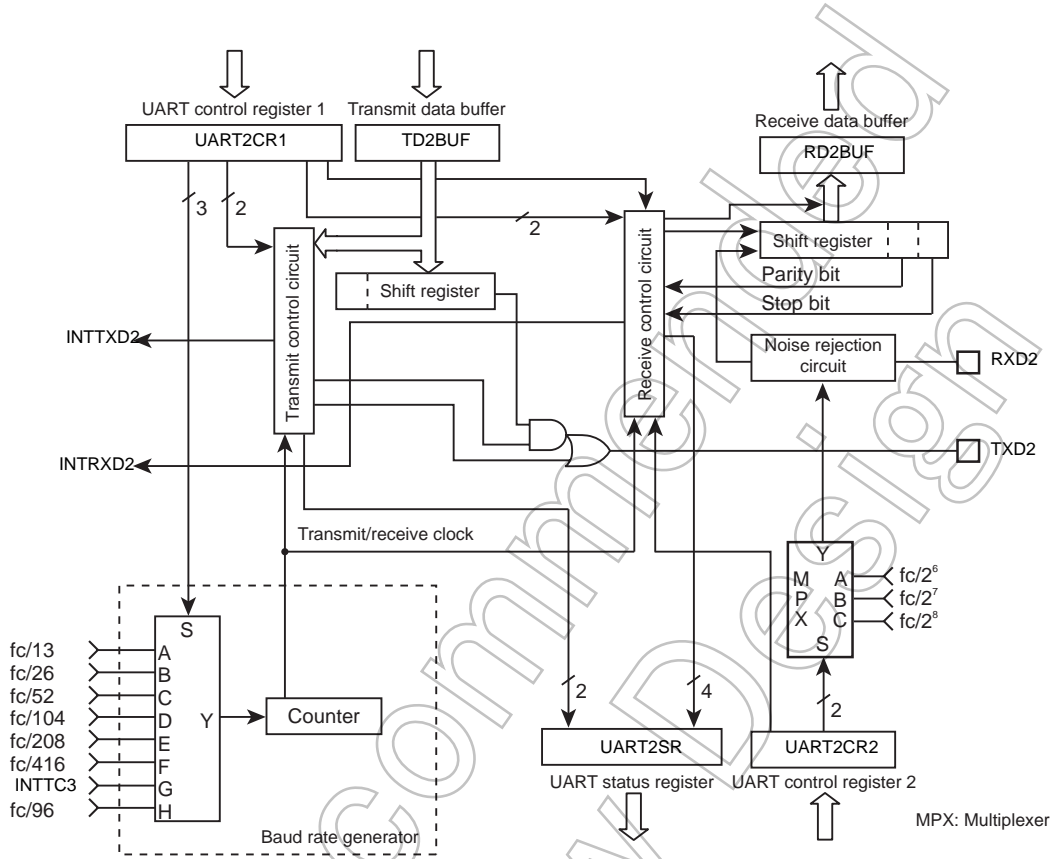 UART control register 1
Transmit data buffer
Receive data buffer
UART2CR1
TD2BUF
RD2BUF
3
2
2
Transmit control circuit
Shift register
Receive control circuit
Shift register
Parity bit
Stop bit
INTTXD2
Noise rejection
circuit
RXD2
INTRXD2
TXD2
Transmit/receive clock
Y
M
P
X
A
B
C
S
fc/2⁶
fc/2⁷
fc/2⁸
2
S
fc/13
A
fc/26
B
fc/52
C
fc/104
D
fc/208
E
fc/416
F
INTTC3
G
fc/96
H
Y
Counter
Baud rate generator
2
4
UART2SR
UART2CR2
UART status register
UART control register 2
MPX: Multiplexer
commended
w Design